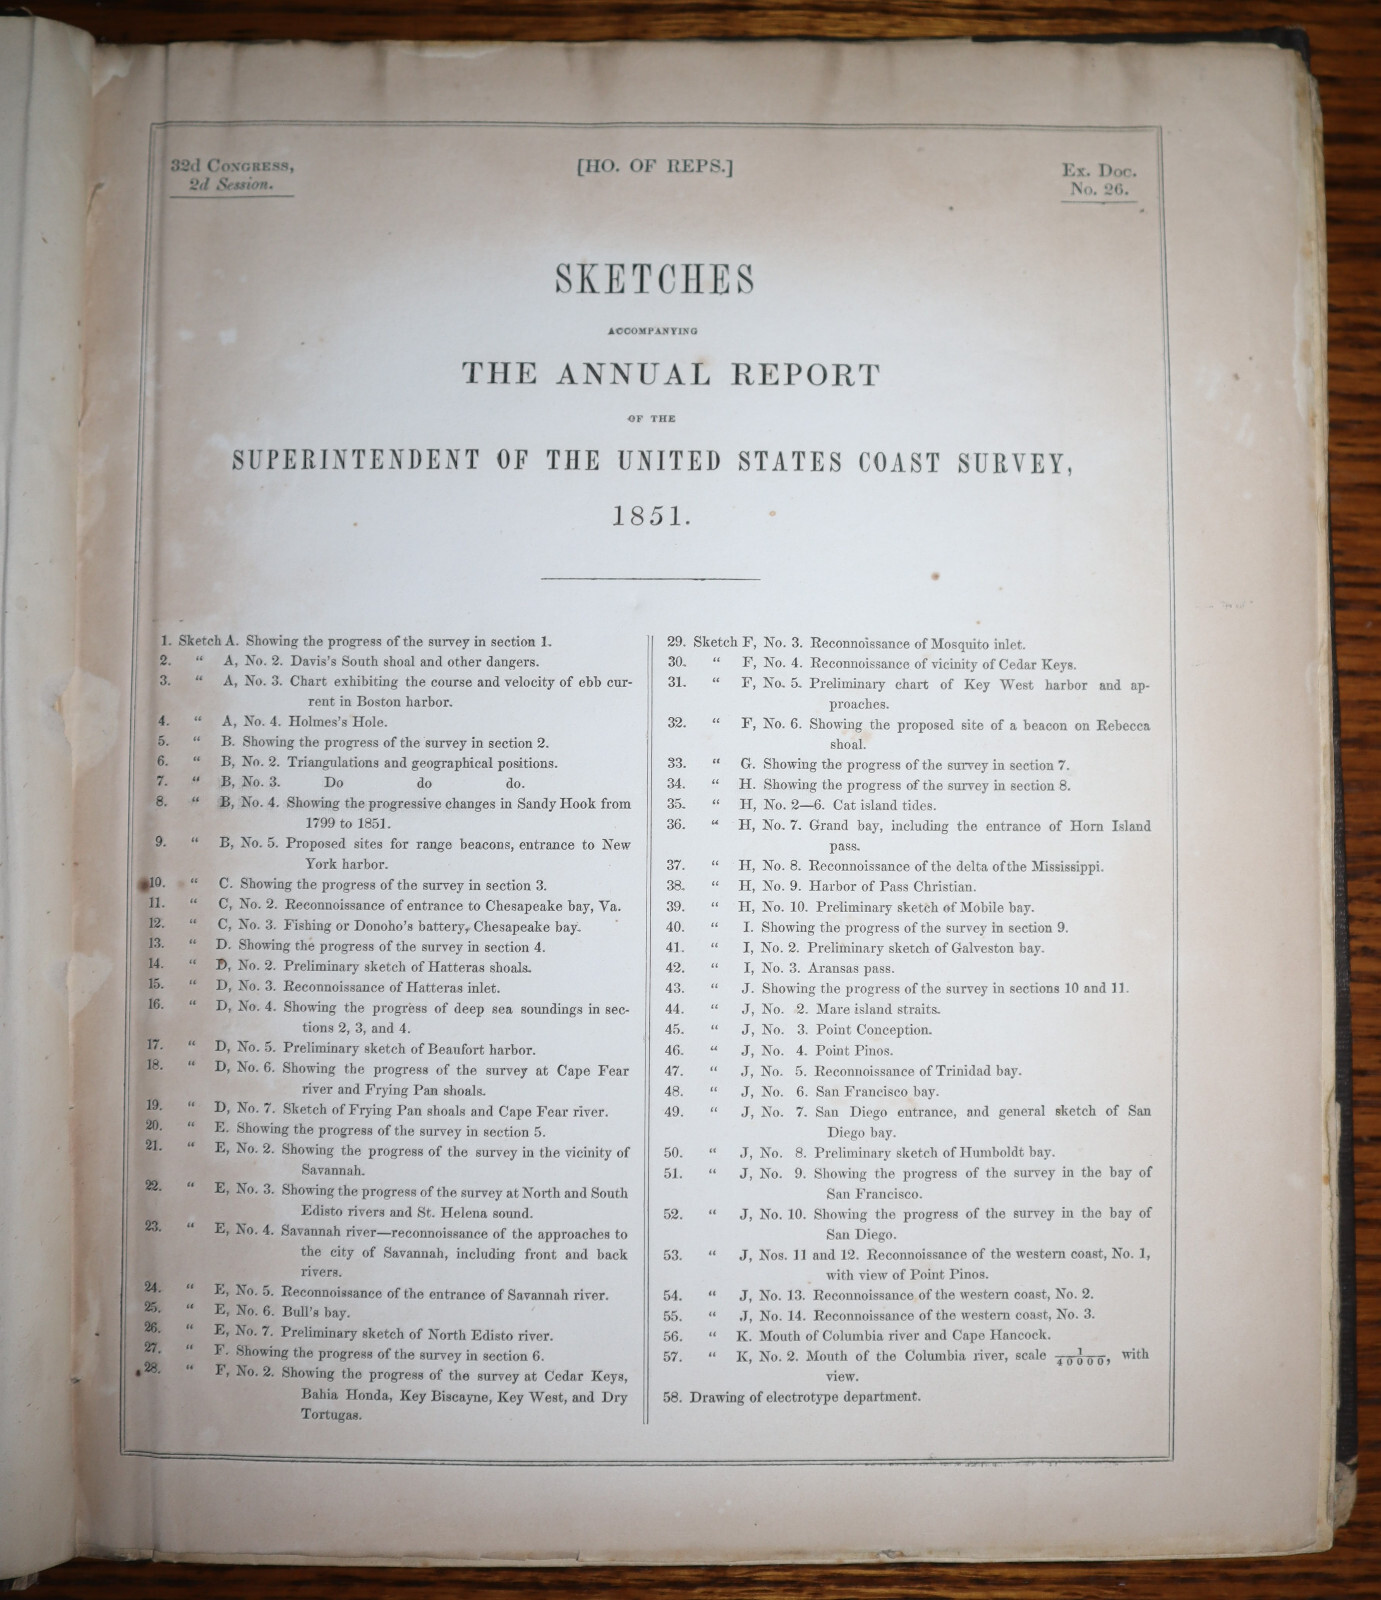 32d Congress,
2d Session.
[HO. OF REPS.]
Ex. Doc.
No. 26.
SKETCHES
ACCOMPANYING
THE ANNUAL REPORT
OF THE
SUPERINTENDENT OF THE UNITED STATES COAST SURVEY,
1851.
1. Sketch A. Showing the progress of the survey in section 1.
2. “ A, No. 2. Davis's South shoal and other dangers.
3. “ A, No. 3. Chart exhibiting the course and velocity of ebb cur-
rent in Boston harbor.
4. “ A, No. 4. Holmes's Hole.
5. “ B. Showing the progress of the survey in section 2.
6. “ B, No. 2. Triangulations and geographical positions.
7. “ B, No. 3. Do do do.
8. “ B, No. 4. Showing the progressive changes in Sandy Hook from
1799 to 1851.
9. “ B, No. 5. Proposed sites for range beacons, entrance to New
York harbor.
10. “ C. Showing the progress of the survey in section 3.
11. “ C, No. 2. Reconnoissance of entrance to Chesapeake bay, Va.
12. “ C, No. 3. Fishing or Donoho's battery, Chesapeake bay.
13. “ D. Showing the progress of the survey in section 4.
14. “ D, No. 2. Preliminary sketch of Hatteras shoals.
15. “ D, No. 3. Reconnoissance of Hatteras inlet.
16. “ D, No. 4. Showing the progress of deep sea soundings in sec-
tions 2, 3, and 4.
17. “ D, No. 5. Preliminary sketch of Beaufort harbor.
18. “ D, No. 6. Showing the progress of the survey at Cape Fear
river and Frying Pan shoals.
19. “ D, No. 7. Sketch of Frying Pan shoals and Cape Fear river.
20. “ E. Showing the progress of the survey in section 5.
21. “ E, No. 2. Showing the progress of the survey in the vicinity of
Savannah.
22. “ E, No. 3. Showing the progress of the survey at North and South
Edisto rivers and St. Helena sound.
23. “ E, No. 4. Savannah river—reconnoissance of the approaches to
the city of Savannah, including front and back
rivers.
24. “ E, No. 5. Reconnoissance of the entrance of Savannah river.
25. “ E, No. 6. Bull's bay.
26. “ E, No. 7. Preliminary sketch of North Edisto river.
27. “ F. Showing the progress of the survey in section 6.
28. “ F, No. 2. Showing the progress of the survey at Cedar Keys,
Bahia Honda, Key Biscayne, Key West, and Dry
Tortugas.
29. Sketch F, No. 3. Reconnoissance of Mosquito inlet.
30. “ F, No. 4. Reconnoissance of vicinity of Cedar Keys.
31. “ F, No. 5. Preliminary chart of Key West harbor and ap-
proaches.
32. “ F, No. 6. Showing the proposed site of a beacon on Rebecca
shoal.
33. “ G. Showing the progress of the survey in section 7.
34. “ H. Showing the progress of the survey in section 8.
35. “ H, No. 2—6. Cat island tides.
36. “ H, No. 7. Grand bay, including the entrance of Horn Island
pass.
37. “ H, No. 8. Reconnoissance of the delta of the Mississippi.
38. “ H, No. 9. Harbor of Pass Christian.
39. “ H, No. 10. Preliminary sketch of Mobile bay.
40. “ I. Showing the progress of the survey in section 9.
41. “ I, No. 2. Preliminary sketch of Galveston bay.
42. “ I, No. 3. Aransas pass.
43. “ J. Showing the progress of the survey in sections 10 and 11.
44. “ J, No. 2. Mare island straits.
45. “ J, No. 3. Point Conception.
46. “ J, No. 4. Point Pinos.
47. “ J, No. 5. Reconnoissance of Trinidad bay.
48. “ J, No. 6. San Francisco bay.
49. “ J, No. 7. San Diego entrance, and general sketch of San
Diego bay.
50. “ J, No. 8. Preliminary sketch of Humboldt bay.
51. “ J, No. 9. Showing the progress of the survey in the bay of
San Francisco.
52. “ J, No. 10. Showing the progress of the survey in the bay of
San Diego.
53. “ J, Nos. 11 and 12. Reconnoissance of the western coast, No. 1,
with view of Point Pinos.
54. “ J, No. 13. Reconnoissance of the western coast, No. 2.
55. “ J, No. 14. Reconnoissance of the western coast, No. 3.
56. “ K. Mouth of Columbia river and Cape Hancock.
57. “ K, No. 2. Mouth of the Columbia river, scale 1/40000, with
view.
58. Drawing of electrotype department.